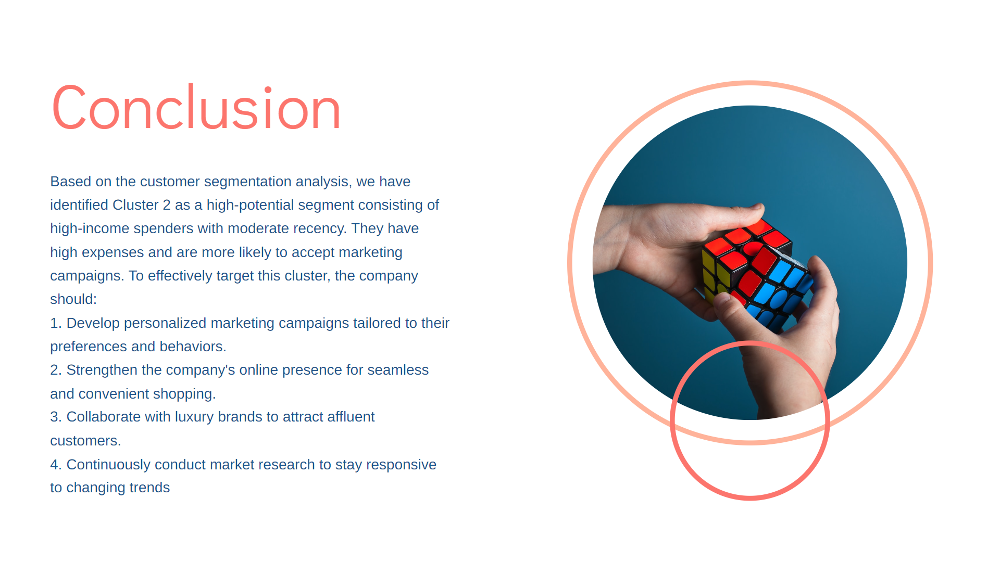 Conclusion
Based on the customer segmentation analysis, we have
identified Cluster 2 as a high-potential segment consisting of
high-income spenders with moderate recency. They have
high expenses and are more likely to accept marketing
campaigns. To effectively target this cluster, the company
should:
1. Develop personalized marketing campaigns tailored to their
preferences and behaviors.
2. Strengthen the company's online presence for seamless
and convenient shopping.
3. Collaborate with luxury brands to attract affluent
customers.
4. Continuously conduct market research to stay responsive
to changing trends